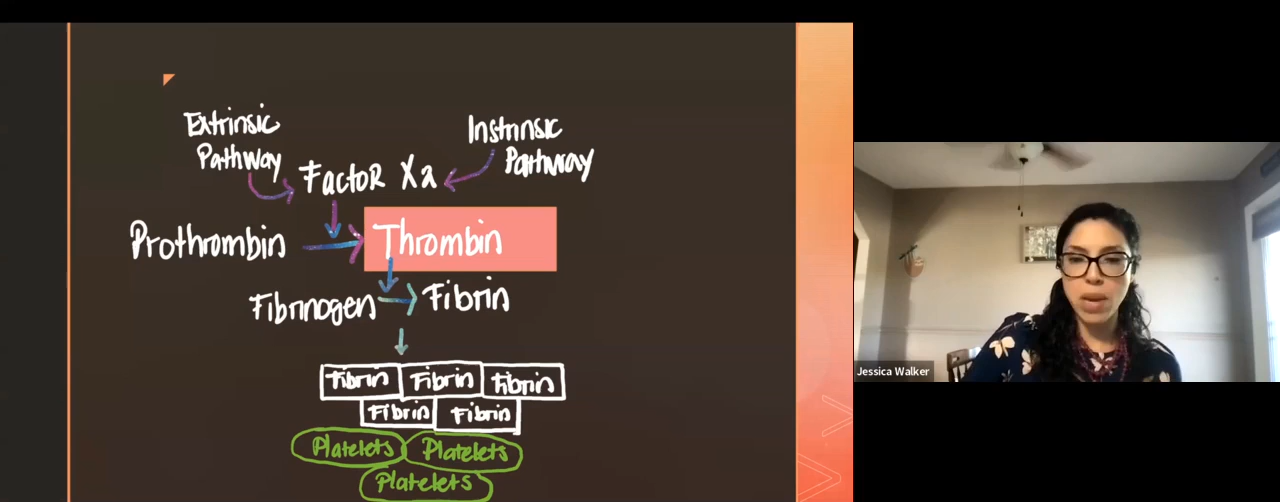 Extrinsic
Pathway
Instrinsic
Pathway
Factor Xa
Prothrombin
Thrombin
Fibrinogen
Fibrin
Fibrin Fibrin Fibrin
Fibrin Fibrin
Platelets Platelets
Platelets
Jessica Walker